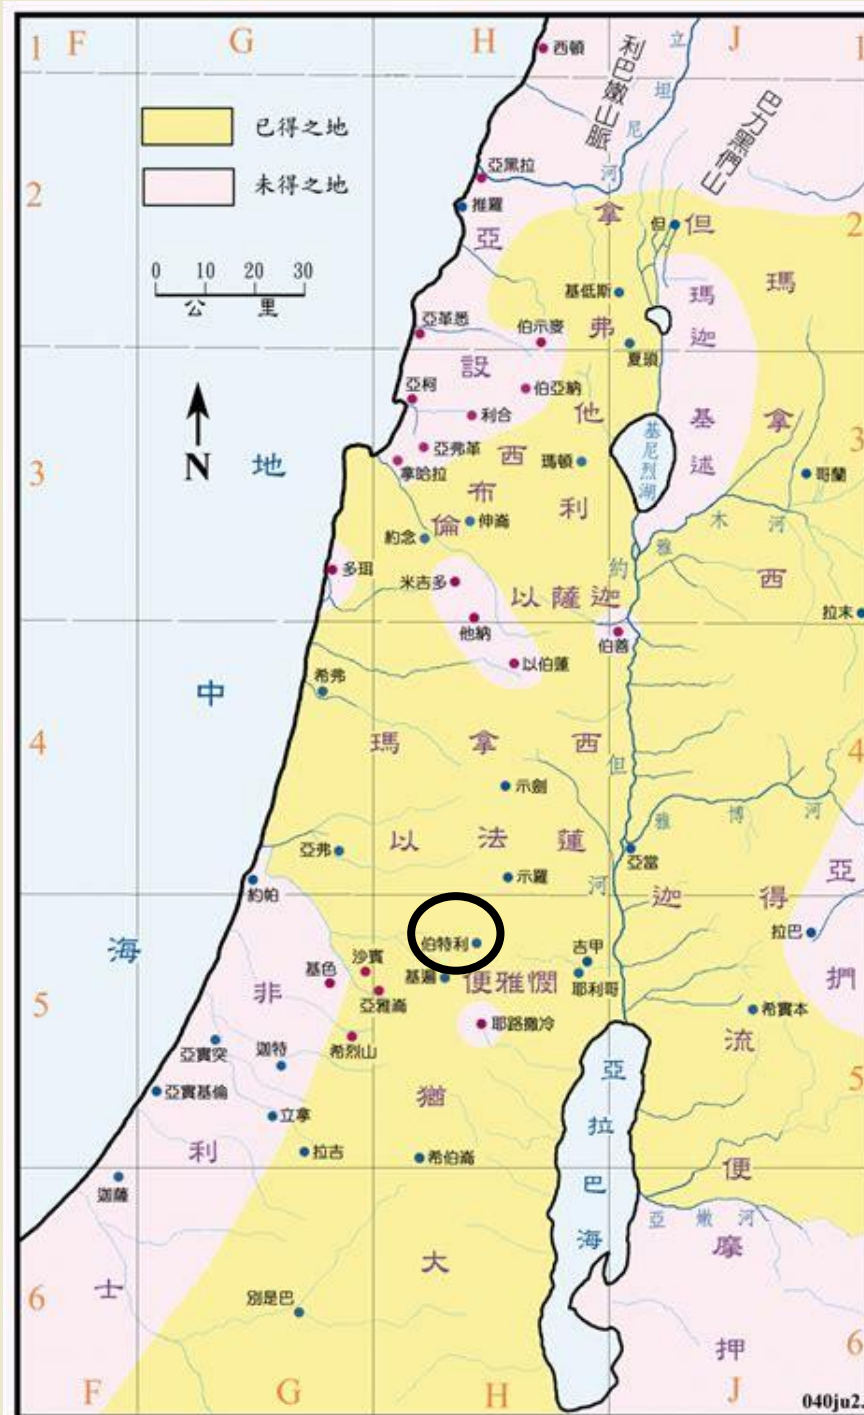 F G H J
1 1
西頓
利巴嫩山脈
立坦尼河
巴力黑們山
已得之地
未得之地
0 10 20 30
公里
N
亞黑拉
2 2
推羅
亞設
拿弗他利
但
但
瑪拿西
基低斯
瑪迦
基述
亞革悉
伯示麥
夏瑣
亞柯
伯亞納
利合
亞弗革
拿哈拉
瑪頓
基尼烈湖
哥蘭
3 3
地中海
西布倫
伸崙
約念
雅木河
約但河
多珥
米吉多
以薩迦
拉末
他納
伯善
以伯蓮
希弗
4 4
瑪拿西
示劍
雅博河
以法蓮
亞弗
亞當
示羅
約帕
迦得
亞捫
伯特利
拉巴
沙賓
吉甲
基色
基遍
便雅憫
耶利哥
亞雅崙
5 5
希實本
非利士
耶路撒冷
亞實突
迦特
希烈山
流便
亞拉巴海
亞實基倫
猶大
立拿
拉吉
希伯崙
迦薩
亞嫩河
摩押
別是巴
6 6
F G H J
040ju2.